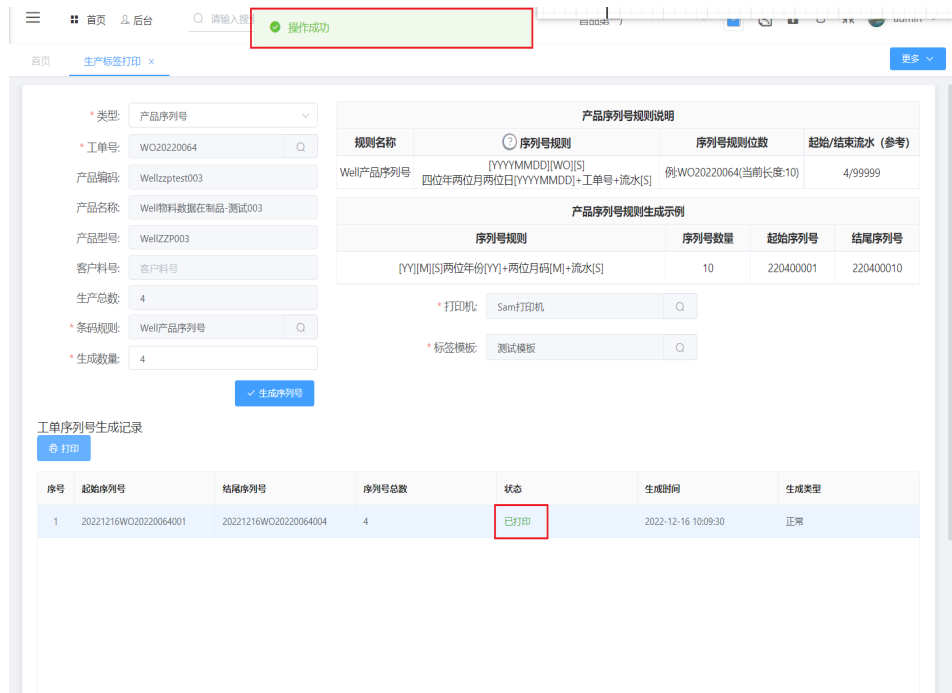 首页 后台 请输入搜
操作成功
admin
首页 生产标签打印 ×
更多
* 类型: 产品序列号
* 工单号: WO20220064
产品编码: Wellzzptest003
产品名称: Well物料数据在制品-测试003
产品型号: WellZZP003
客户料号: 客户料号
生产总数: 4
* 条码规则: Well产品序列号
* 生成数量: 4
生成序列号
产品序列号规则说明
规则名称 ? 序列号规则 序列号规则位数 起始/结束流水（参考）
Well产品序列号 [YYYYMMDD][WO][S] 例:WO20220064(当前长度:10) 4/99999
四位年两位月两位日[YYYYMMDD]+工单号+流水[S]
产品序列号规则生成示例
序列号规则 序列号数量 起始序列号 结尾序列号
[YY][M][S]两位年份[YY]+两位月码[M]+流水[S] 10 220400001 220400010
* 打印机: Sam打印机
* 标签模板: 测试模板
工单序列号生成记录
打印
序号 起始序列号 结尾序列号 序列号总数 状态 生成时间 生成类型
1 20221216WO20220064001 20221216WO20220064004 4 已打印 2022-12-16 10:09:30 正常